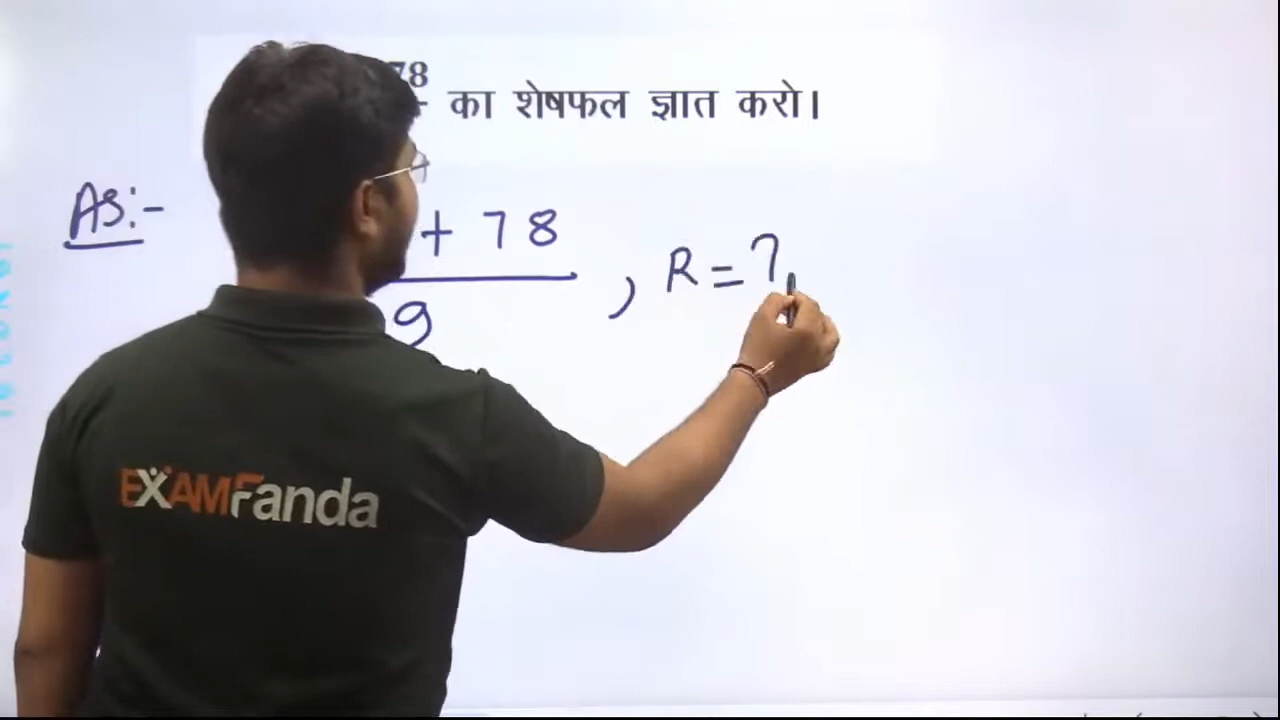 78 का शेषफल ज्ञात करो।
AS:-
+ 78
9
, R = ?
EXAMFanda